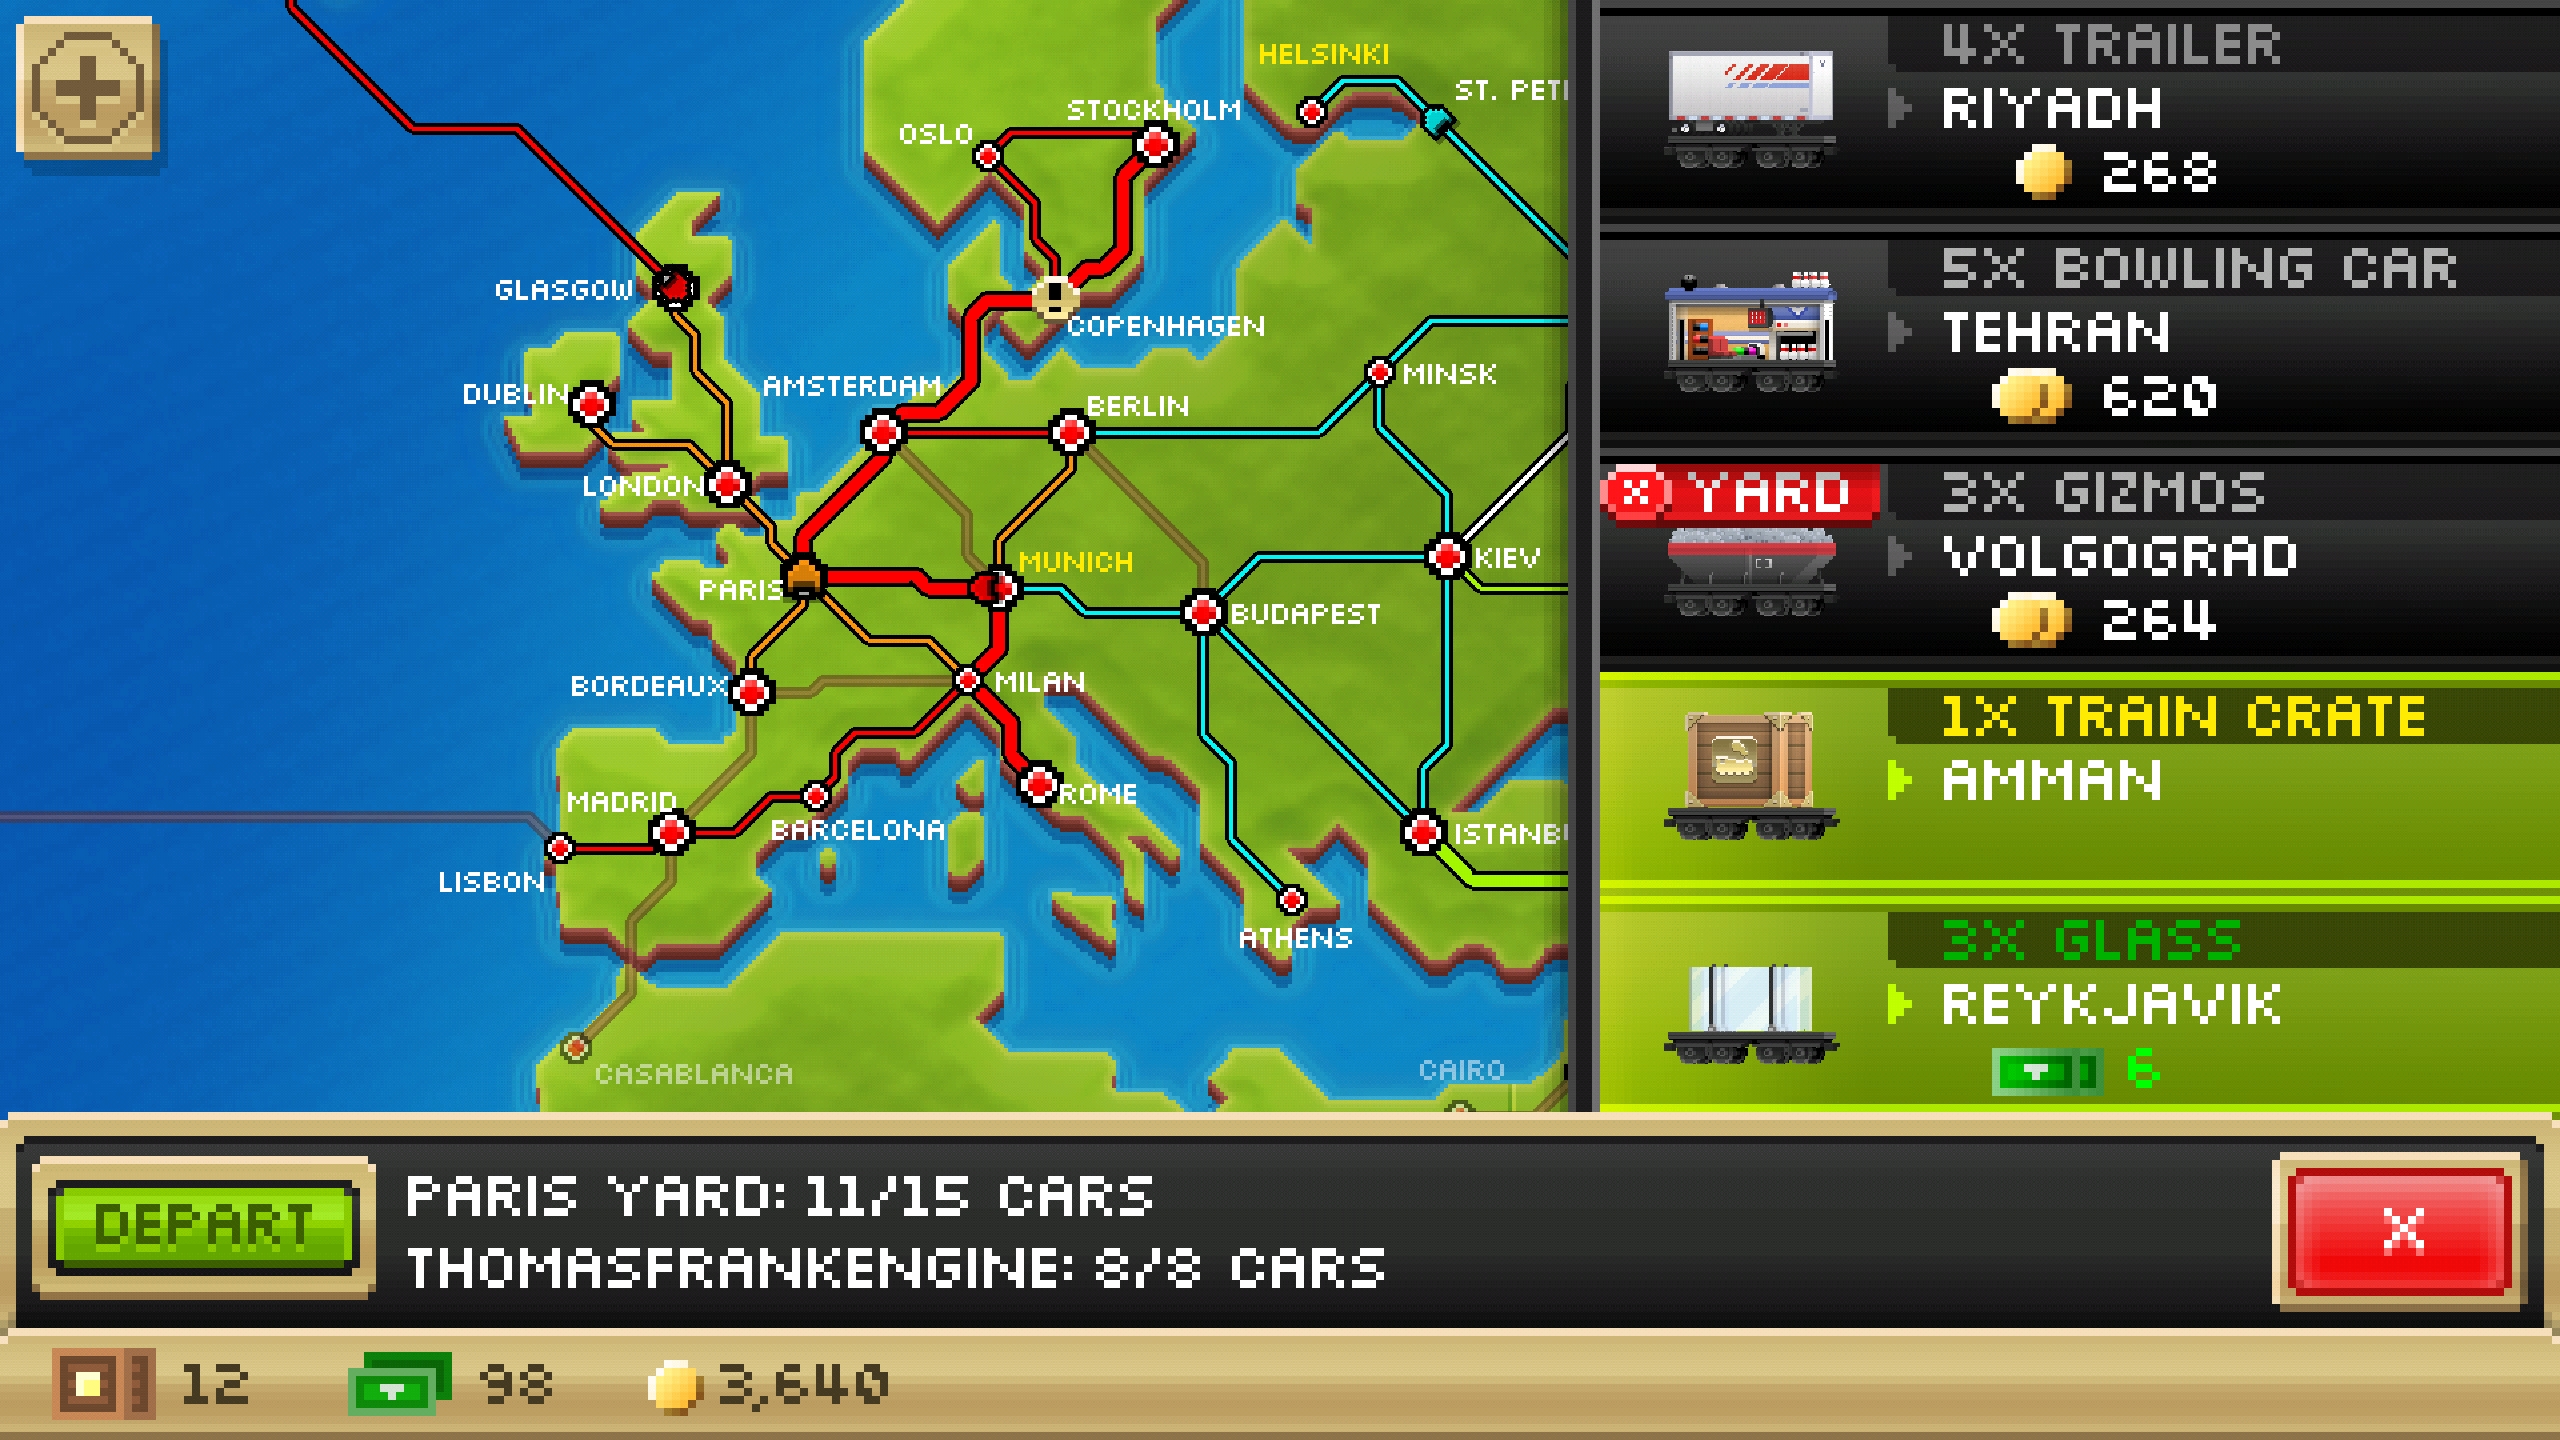 HELSINKI
ST. PET
STOCKHOLM
OSLO
GLASGOW
COPENHAGEN
MINSK
DUBLIN
AMSTERDAM
BERLIN
LONDON
MUNICH
KIEV
PARIS
BUDAPEST
BORDEAUX
MILAN
MADRID
ROME
BARCELONA
ISTANB
LISBON
ATHENS
CASABLANCA
CAIRO
4X TRAILER
RIYADH
268
5X BOWLING CAR
TEHRAN
620
YARD
3X GIZMOS
VOLGOGRAD
264
1X TRAIN CRATE
AMMAN
3X GLASS
REYKJAVIK
6
DEPART
PARIS YARD: 11/15 CARS
THOMASFRANKENGINE: 8/8 CARS
X
12
98
3,640